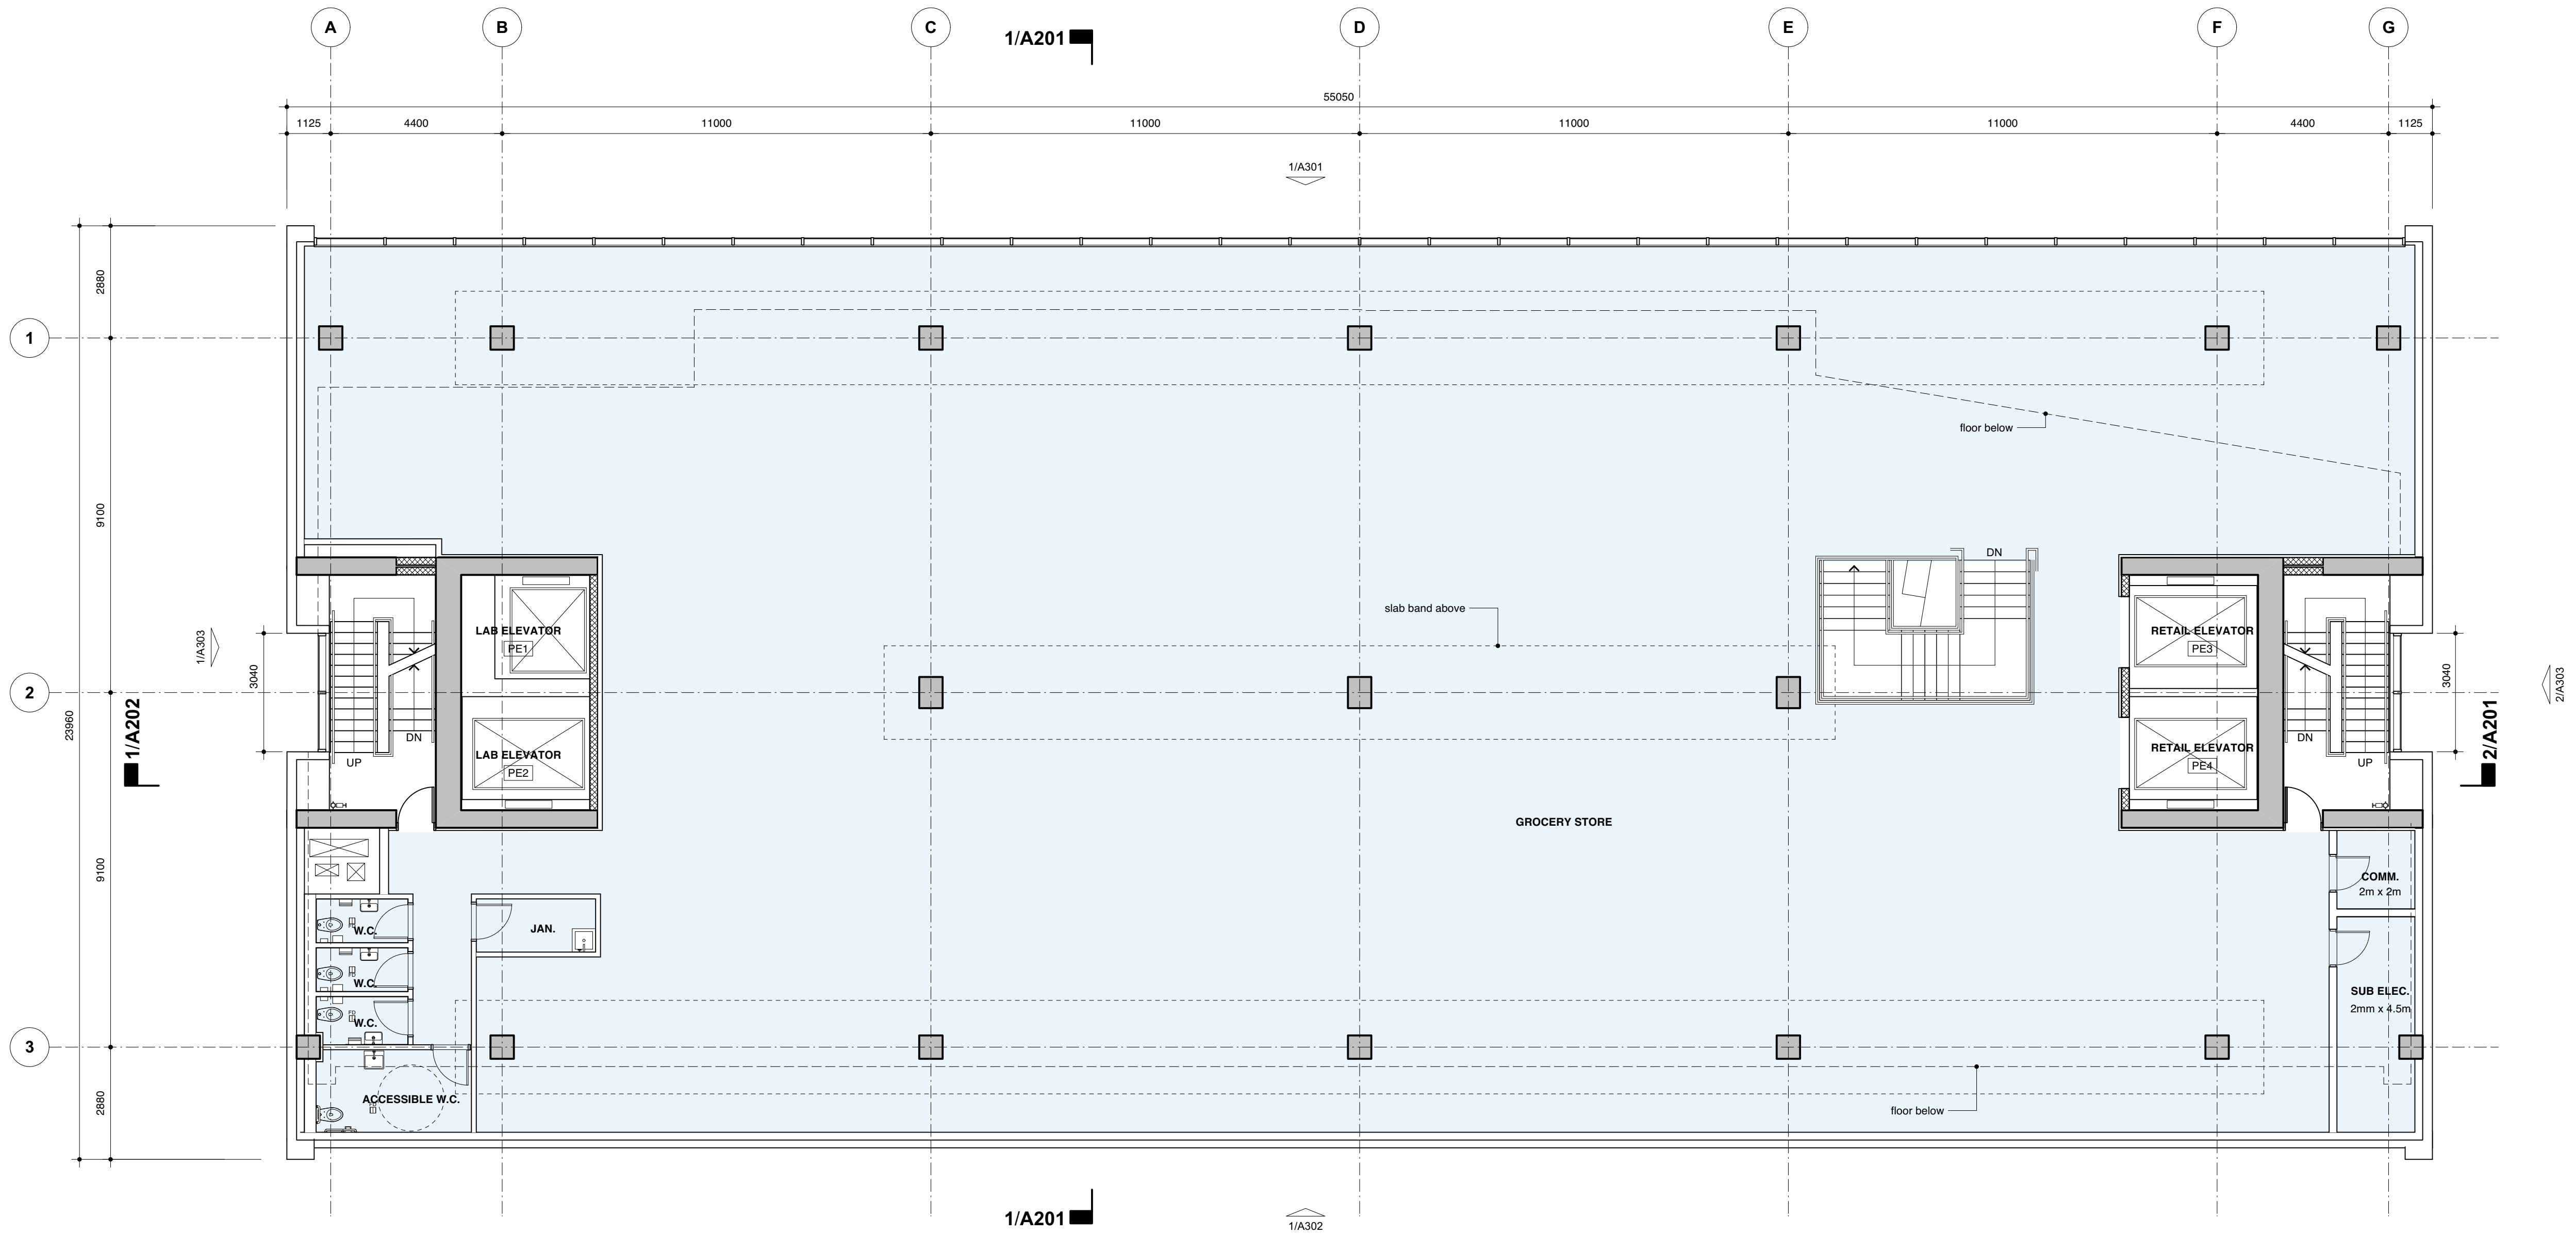 A B C D E F G
1/A201
55050
1125 4400 11000 11000 11000 11000 4400 1125
1/A301
2880
1
floor below
9100
DN
slab band above
LAB ELEVATOR
PE1
RETAIL ELEVATOR
PE3
1/A303
3040
3040
2/A303
2
23960
1/A202
2/A201
DN
UP
LAB ELEVATOR
PE2
RETAIL ELEVATOR
PE4
DN
UP
GROCERY STORE
9100
COMM.
2m x 2m
W.C.
JAN.
W.C.
SUB ELEC.
2mm x 4.5m
W.C.
3
ACCESSIBLE W.C.
2880
floor below
1/A201
1/A302